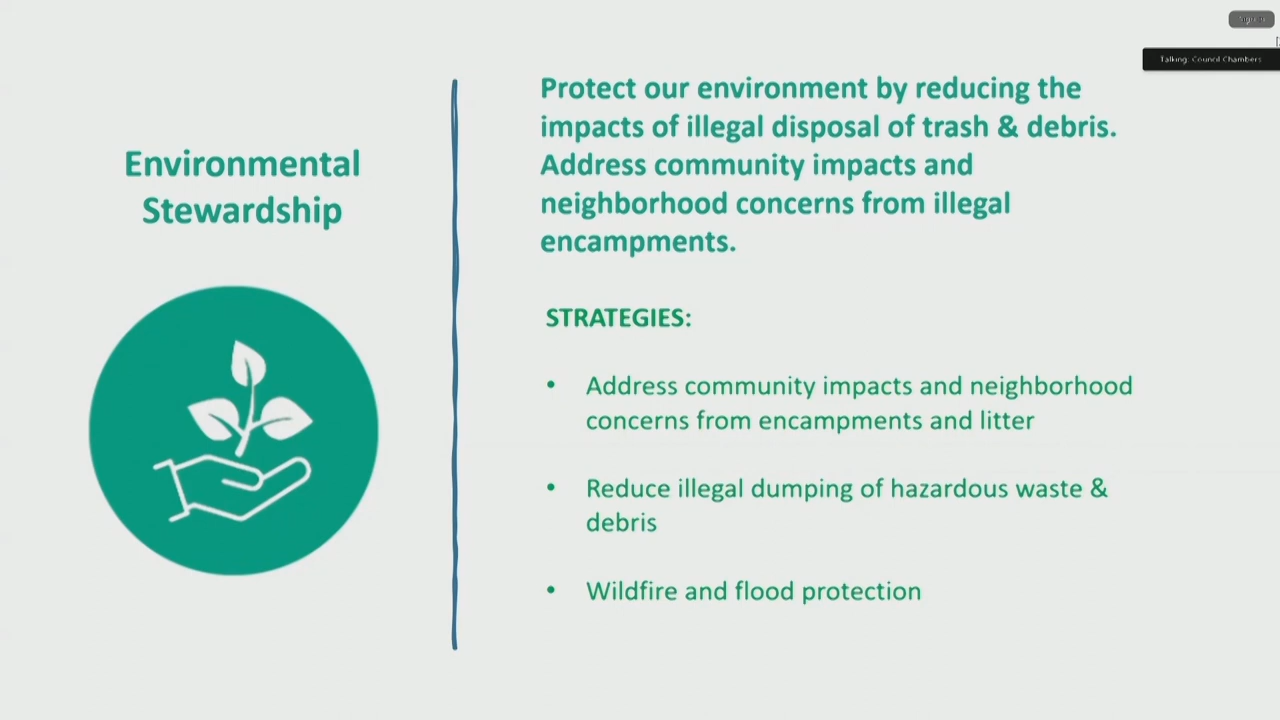 Sign in
Talking: Council Chambers
Environmental
Stewardship
Protect our environment by reducing the
impacts of illegal disposal of trash & debris.
Address community impacts and
neighborhood concerns from illegal
encampments.
STRATEGIES:
• Address community impacts and neighborhood
concerns from encampments and litter
• Reduce illegal dumping of hazardous waste &
debris
• Wildfire and flood protection